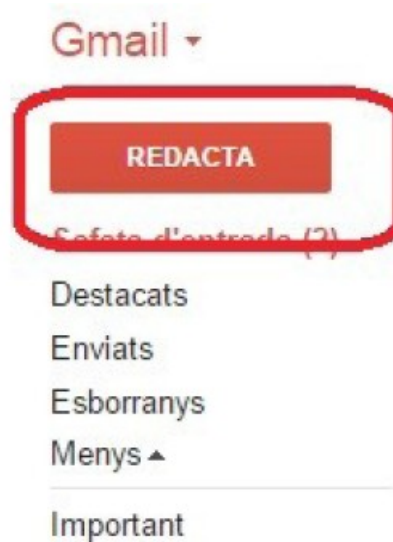 Gmail
REDACTA
Safata d'entrada (2)
Destacats
Enviats
Esborranys
Menys
Important